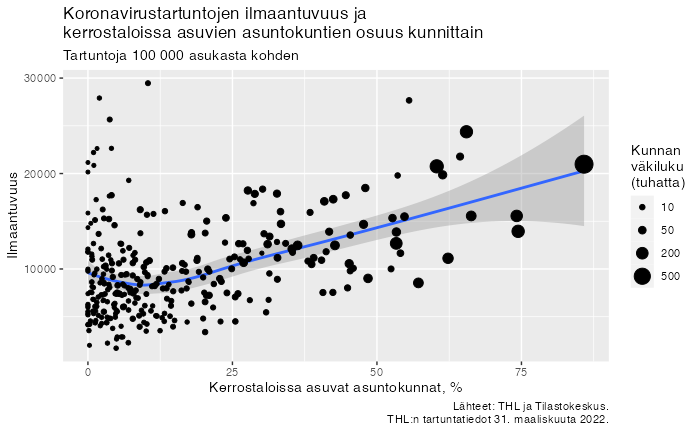 Koronavirustartuntojen ilmaantuvuus ja
kerrostaloissa asuvien asuntokuntien osuus kunnittain
Tartuntoja 100 000 asukasta kohden
30000
20000
10000
Ilmaantuvuus
0
25
50
75
Kerrostaloissa asuvat asuntokunnat, %
Kunnan
väkiluku
(tuhatta)
10
50
200
500
Lähteet: THL ja Tilastokeskus.
THL:n tartuntatiedot 31. maaliskuuta 2022.